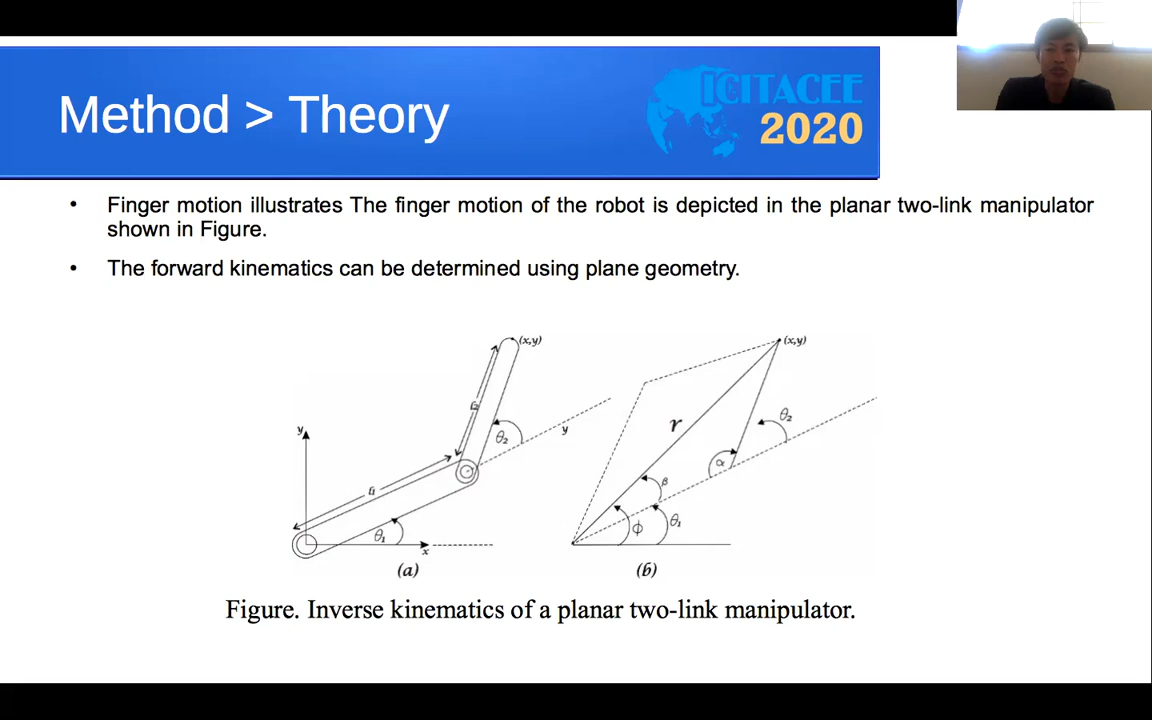 Method > Theory
ICITACEE
2020
• Finger motion illustrates The finger motion of the robot is depicted in the planar two-link manipulator
shown in Figure.
• The forward kinematics can be determined using plane geometry.
(x,y)
(x,y)
y
θ₂
y
θ₂
r
α
β
θ₁
x
ϕ
θ₁
(a)
(b)
Figure. Inverse kinematics of a planar two-link manipulator.